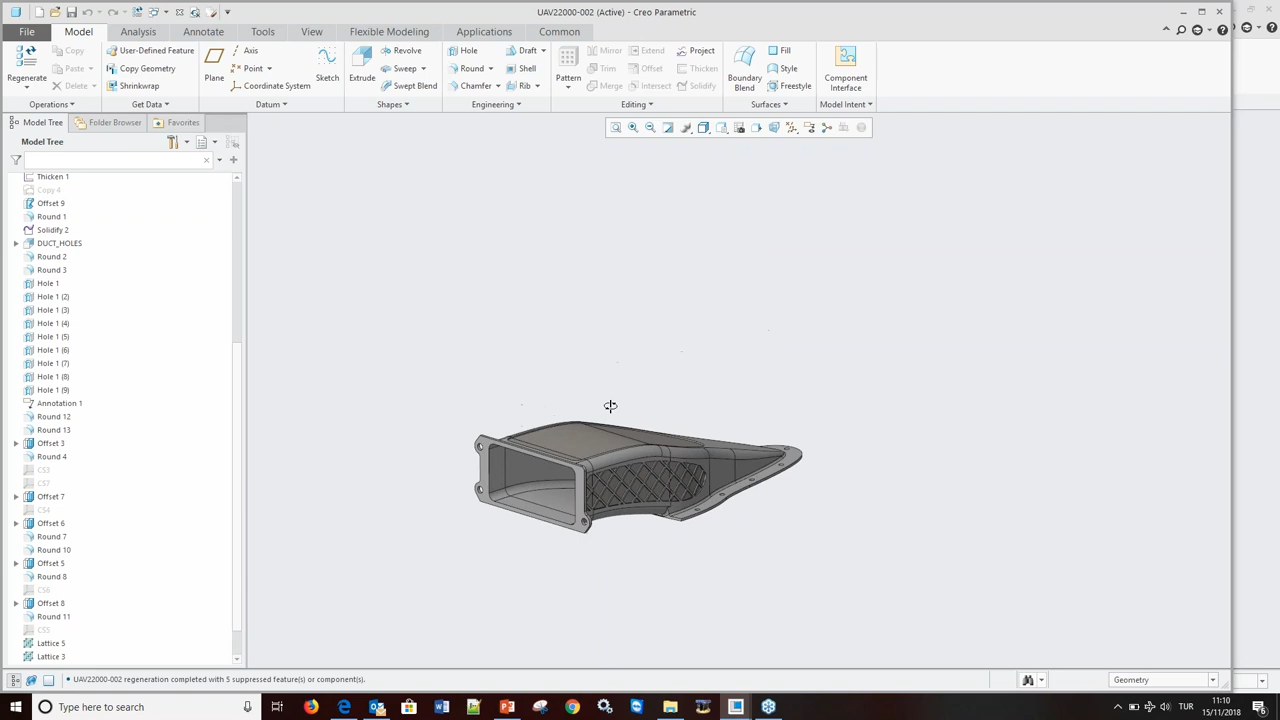 UAV22000-002 (Active) - Creo Parametric
File Model Analysis Annotate Tools View Flexible Modeling Applications Common
Regenerate
Copy
Paste
Delete
Operations
User-Defined Feature
Copy Geometry
Shrinkwrap
Get Data
Plane
Axis
Point
Coordinate System
Sketch
Datum
Extrude
Revolve
Sweep
Swept Blend
Shapes
Hole
Round
Chamfer
Draft
Shell
Rib
Engineering
Pattern
Mirror
Trim
Merge
Extend
Offset
Intersect
Project
Thicken
Solidify
Editing
Boundary
Blend
Fill
Style
Freestyle
Surfaces
Component
Interface
Model Intent
Model Tree Folder Browser Favorites
Model Tree
Thicken 1
Copy 4
Offset 9
Round 1
Solidify 2
DUCT_HOLES
Round 2
Round 3
Hole 1
Hole 1 (2)
Hole 1 (3)
Hole 1 (4)
Hole 1 (5)
Hole 1 (6)
Hole 1 (7)
Hole 1 (8)
Hole 1 (9)
Annotation 1
Round 12
Round 13
Offset 3
Round 4
CS3
CS7
Offset 7
CS4
Offset 6
Round 7
Round 10
Offset 5
Round 8
CS6
Offset 8
Round 11
CS5
Lattice 5
Lattice 3
UAV22000-002 regeneration completed with 5 suppressed feature(s) or component(s).
Geometry
Type here to search
TUR
11:10
15/11/2018